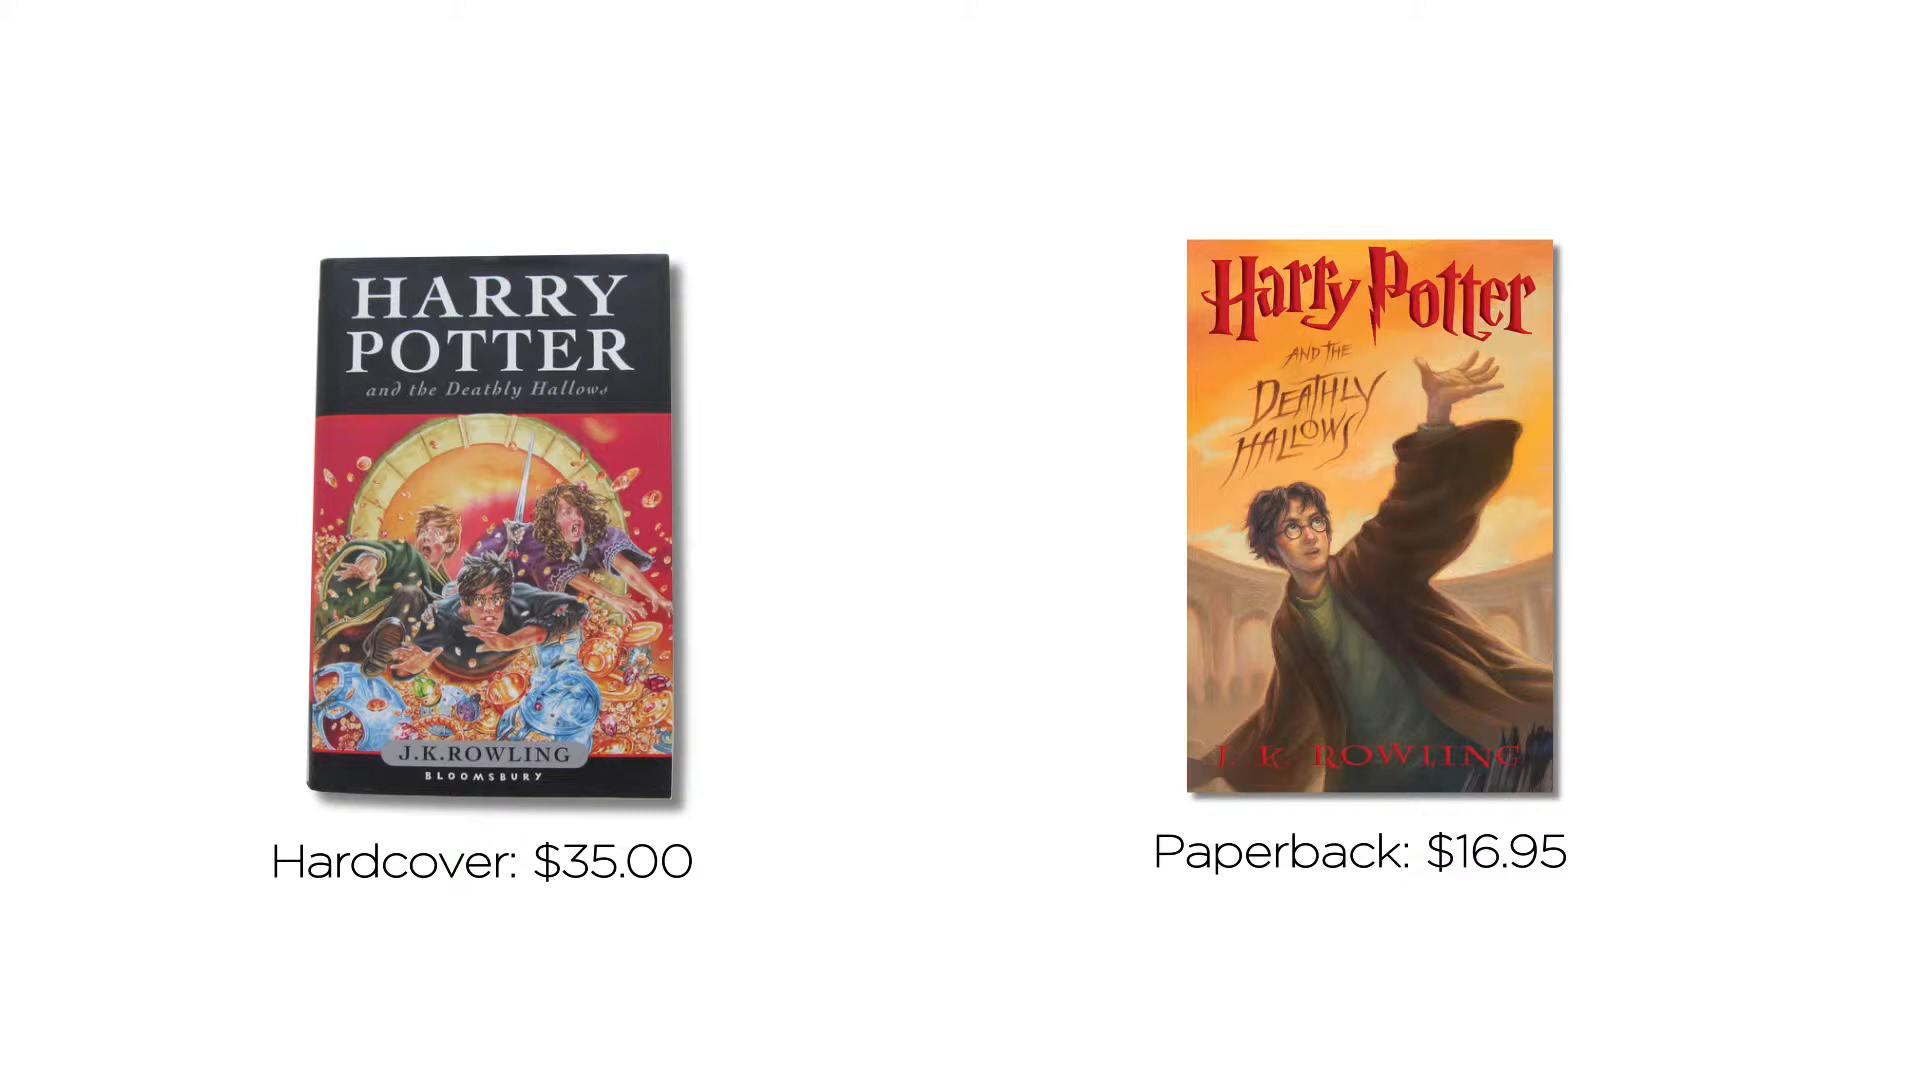 HARRY
POTTER
and the Deathly Hallows
J.K.ROWLING
BLOOMSBURY
Hardcover: $35.00
Harry Potter
AND THE
DEATHLY
HALLOWS
J. K. ROWLING
Paperback: $16.95